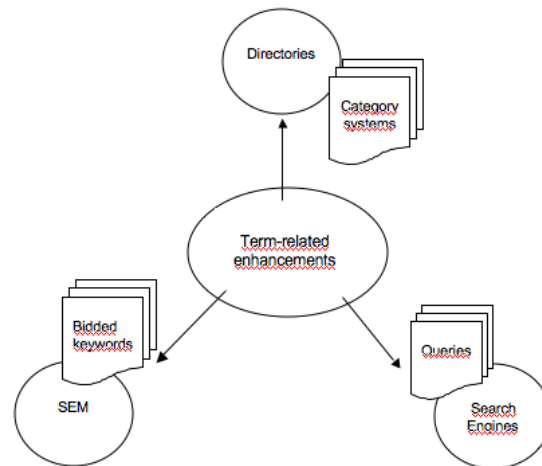 Directories
Category
systems
Term-related
enhancements
Bidded
keywords
SEM
Queries
Search
Engines